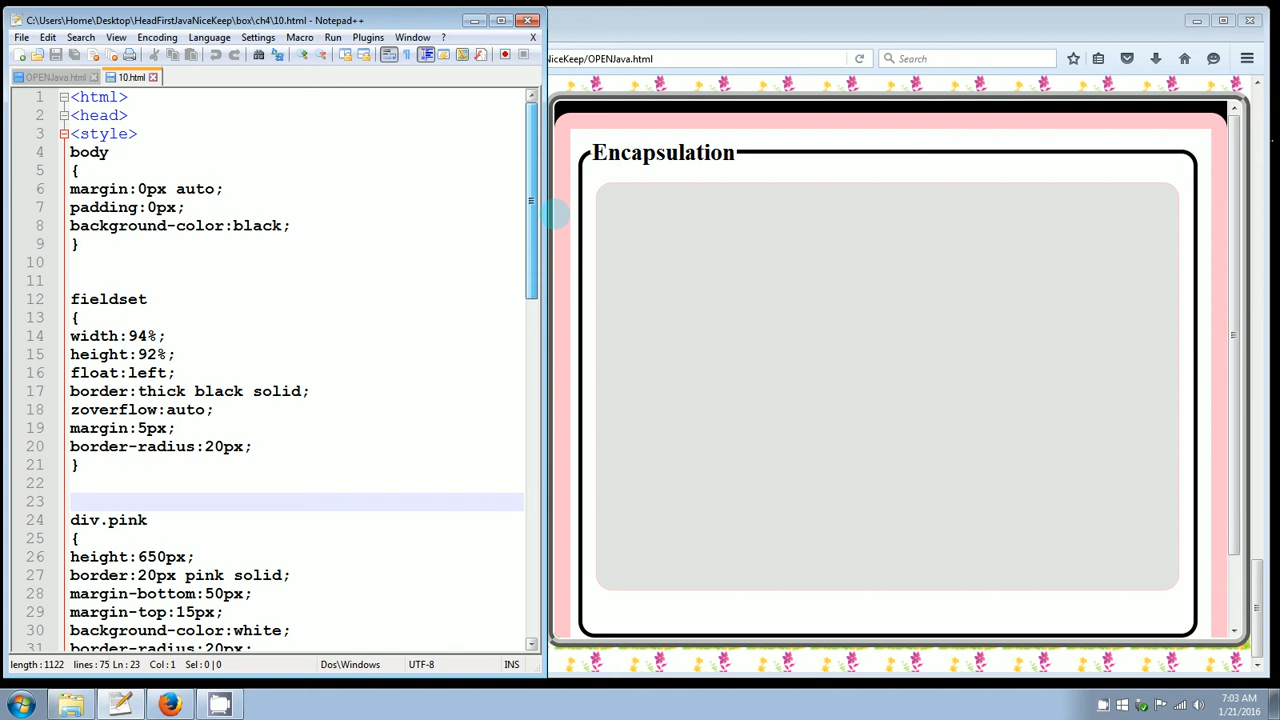 C:\Users\Home\Desktop\HeadFirstJavaNiceKeep\box\ch4\10.html - Notepad++
File Edit Search View Encoding Language Settings Macro Run Plugins Window ? X
OPENJava.html 10.html
1 <html>
2 <head>
3 <style>
4 body
5 {
6 margin:0px auto;
7 padding:0px;
8 background-color:black;
9 }
10
11
12 fieldset
13 {
14 width:94%;
15 height:92%;
16 float:left;
17 border:thick black solid;
18 zoverflow:auto;
19 margin:5px;
20 border-radius:20px;
21 }
22
23
24 div.pink
25 {
26 height:650px;
27 border:20px pink solid;
28 margin-bottom:50px;
29 margin-top:15px;
30 background-color:white;
31 border-radius:20px;
length : 1122 lines : 75 Ln : 23 Col : 1 Sel : 0 | 0 Dos\Windows UTF-8 INS
NiceKeep/OPENJava.html Search
Encapsulation
7:03 AM
1/21/2016